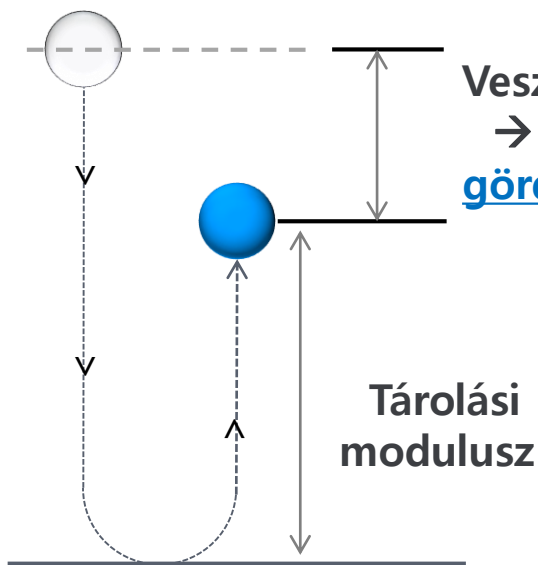 Vesz
→
göre
Tárolási
modulusz